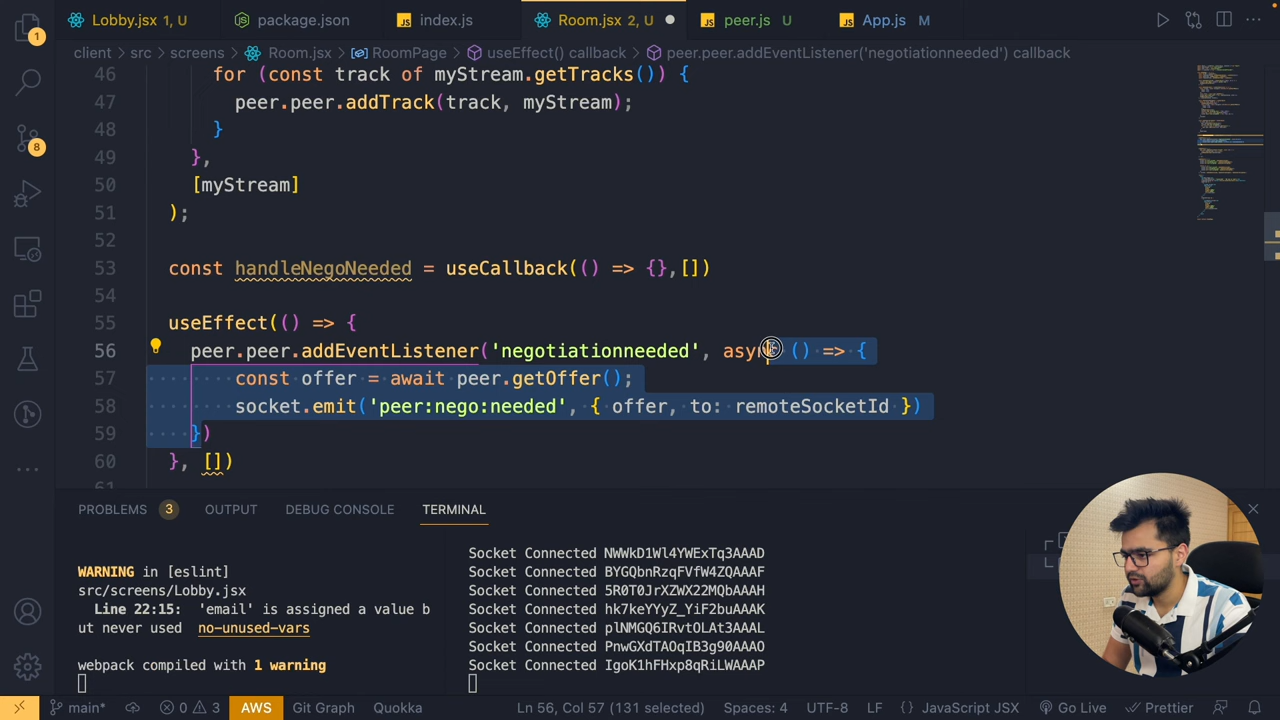 Lobby.jsx 1, U
package.json
JS index.js
Room.jsx 2, U
JS peer.js U
JS App.js M
client › src › screens › Room.jsx › RoomPage › useEffect() callback › peer.peer.addEventListener('negotiationneeded') callback
1
8
46 for (const track of myStream.getTracks()) {
47 peer.peer.addTrack(track, myStream);
48 }
49 },
50 [myStream]
51 );
52
53 const handleNegoNeeded = useCallback(() => {},[])
54
55 useEffect(() => {
56 peer.peer.addEventListener('negotiationneeded', async () => {
57 const offer = await peer.getOffer();
58 socket.emit('peer:nego:needed', { offer, to: remoteSocketId })
59 })
60 }, [])
61
PROBLEMS 3 OUTPUT DEBUG CONSOLE TERMINAL
WARNING in [eslint]
src/screens/Lobby.jsx
Line 22:15: 'email' is assigned a value b
ut never used no-unused-vars
webpack compiled with 1 warning
Socket Connected NWWkD1Wl4YWExTq3AAAD
Socket Connected BYGQbnRzqFVfW4ZQAAAF
Socket Connected 5R0T0JrXZWX22MQbAAAH
Socket Connected hk7keYYyZ_YiF2buAAAK
Socket Connected plNMGQ6IRvtOLAt3AAAL
Socket Connected PnwGXdTAOqIB3g90AAAO
Socket Connected IgoK1hFHxp8qRiLWAAAP
main* 0 3 AWS Git Graph Quokka Ln 56, Col 57 (131 selected) Spaces: 4 UTF-8 LF {} JavaScript JSX Go Live Prettier